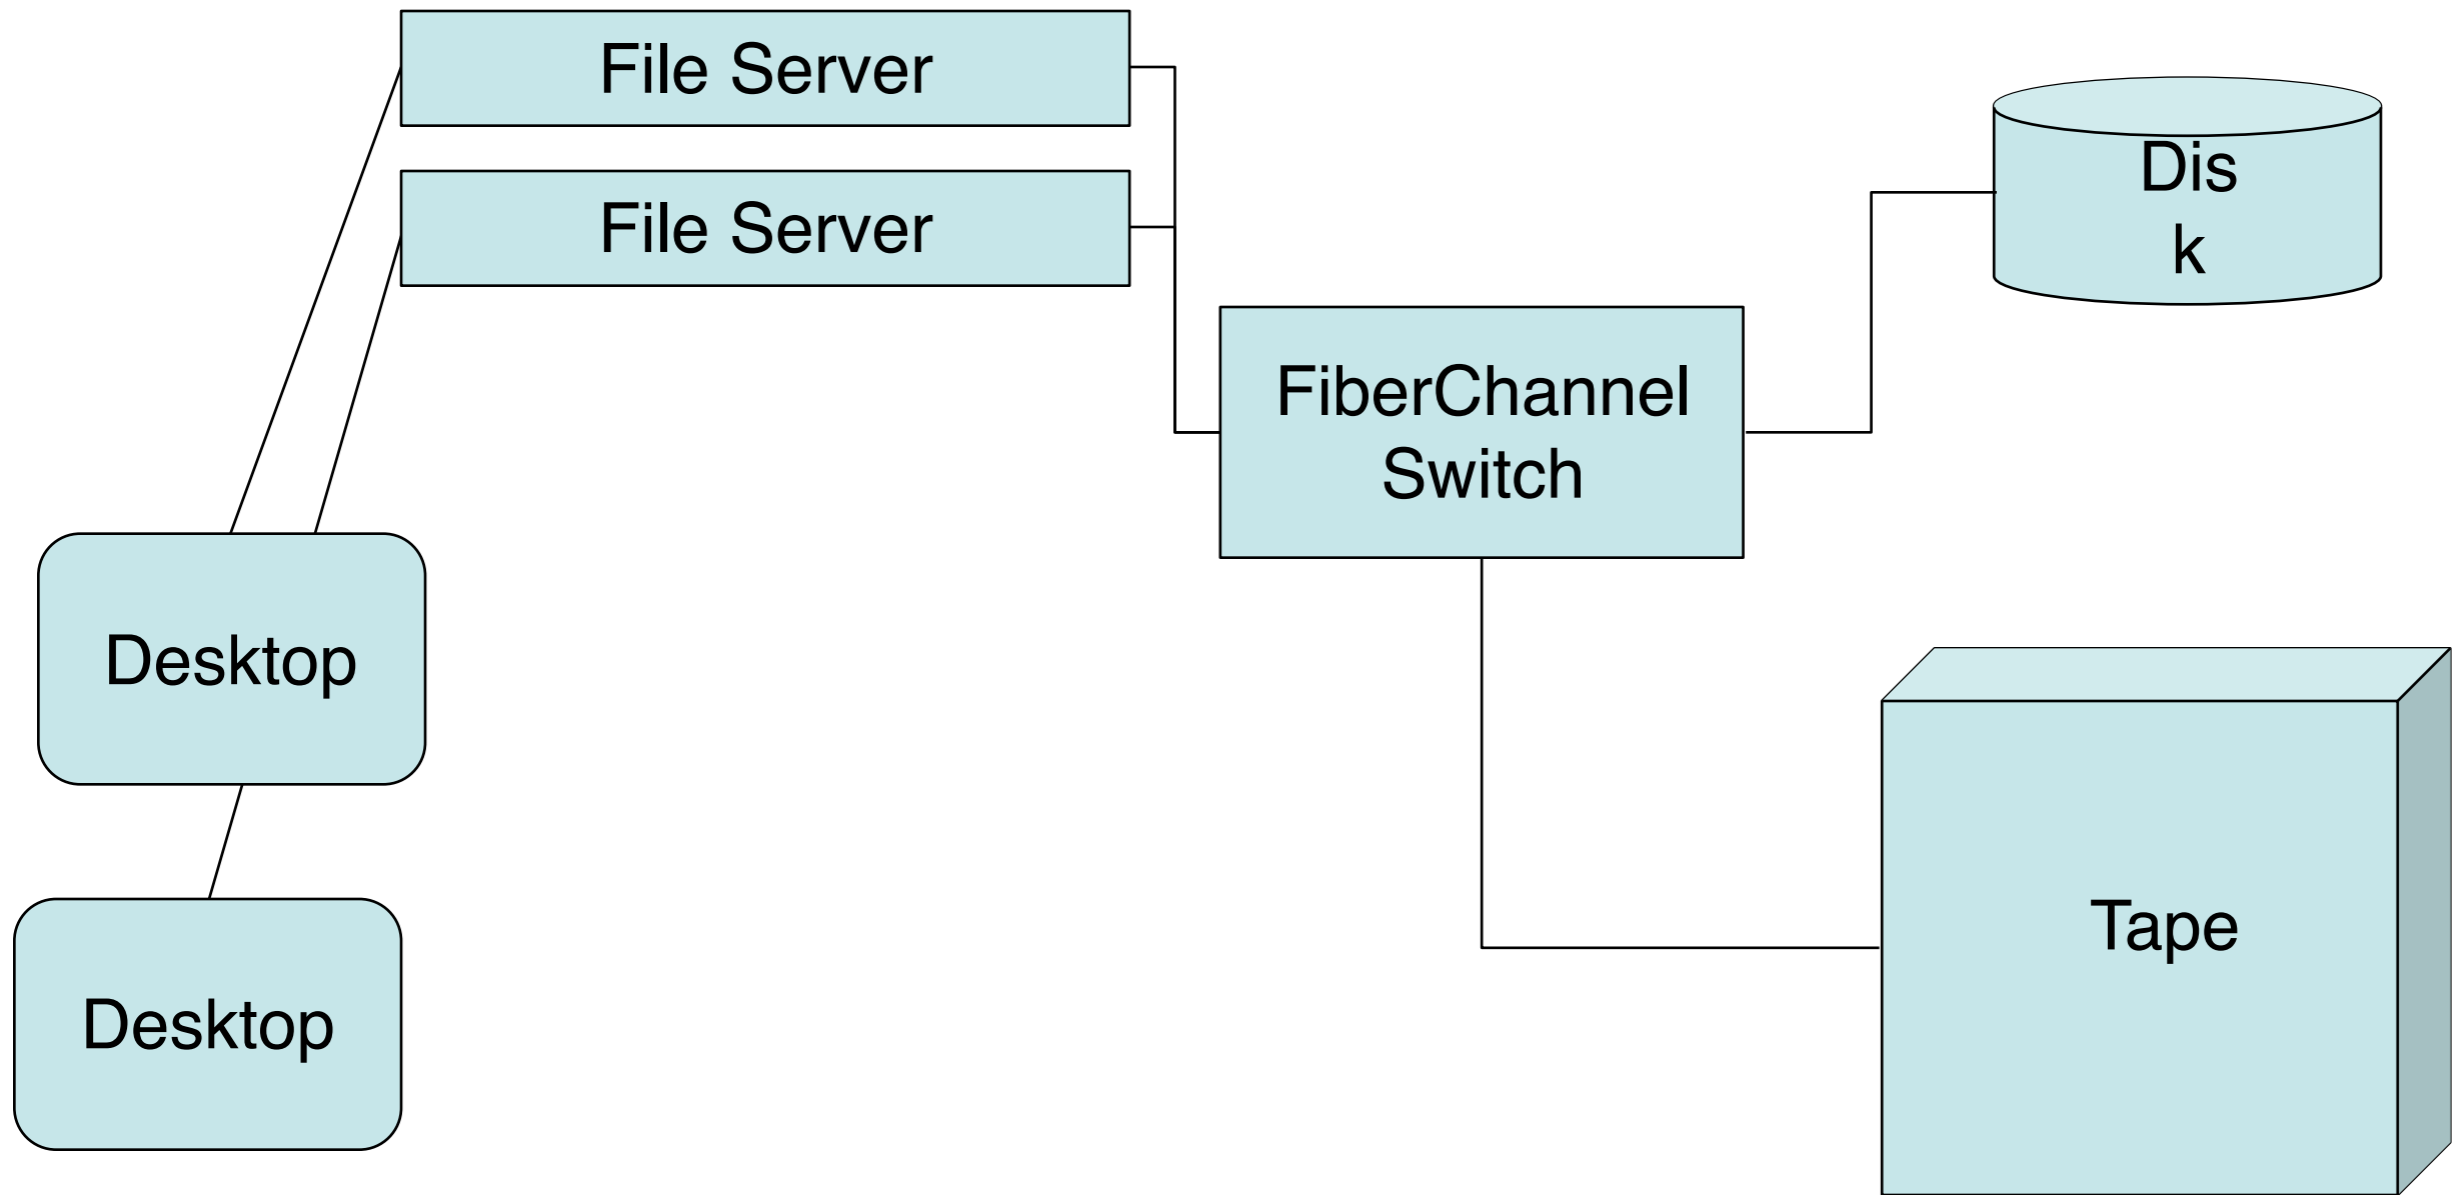 File Server
File Server
Dis
k
FiberChannel
Switch
Desktop
Tape
Desktop